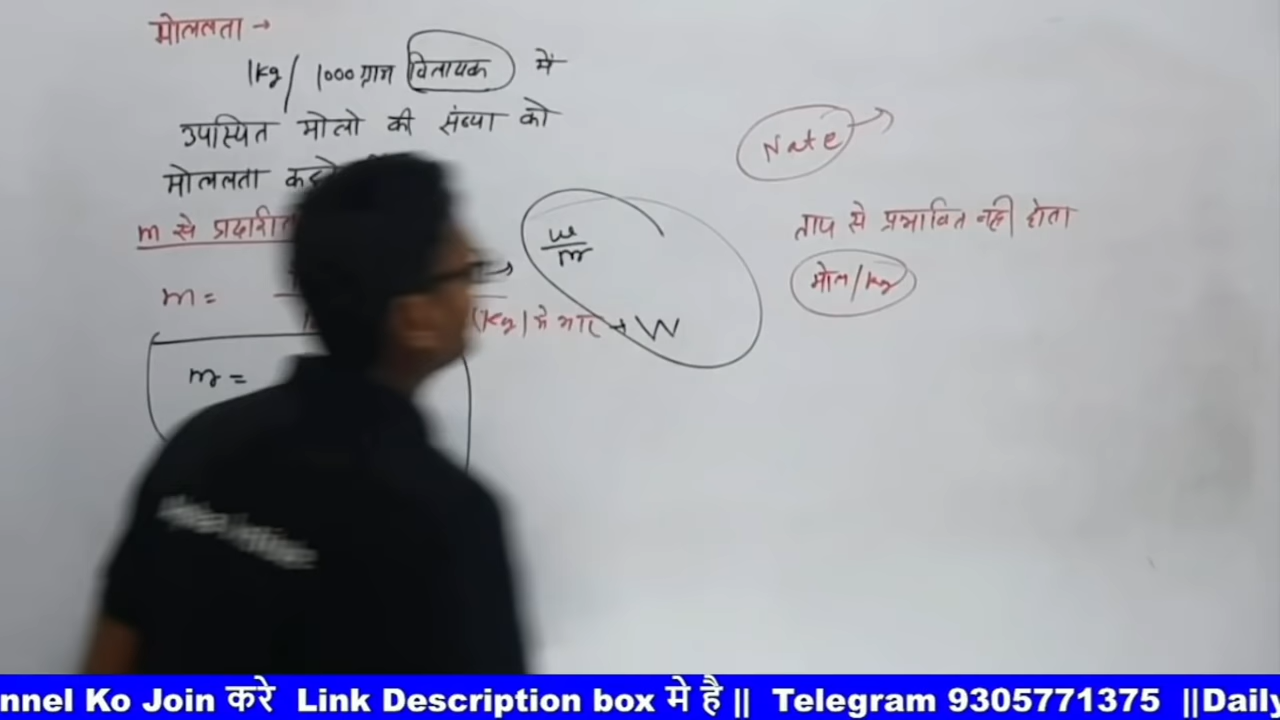 मोललता →
1kg / 1000 ग्राम विलायक में
उपस्थित मोलो की संख्या को
मोललता कहते
m से प्रदर्शित
m =
(kg) मे भार → W
w/m
m =
Note →
ताप से प्रभावित नही होता
मोल/kg
nnel Ko Join करे Link Description box मे है || Telegram 9305771375 ||Daily